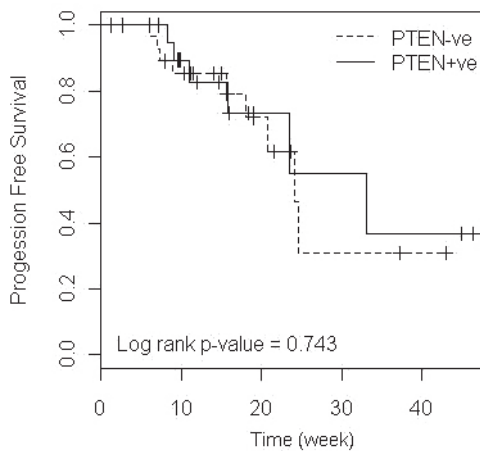 PTEN-ve
PTEN+ve
Progession Free Survival
1.0
0.8
0.6
0.4
0.2
0.0
Log rank p-value = 0.743
0 10 20 30 40
Time (week)